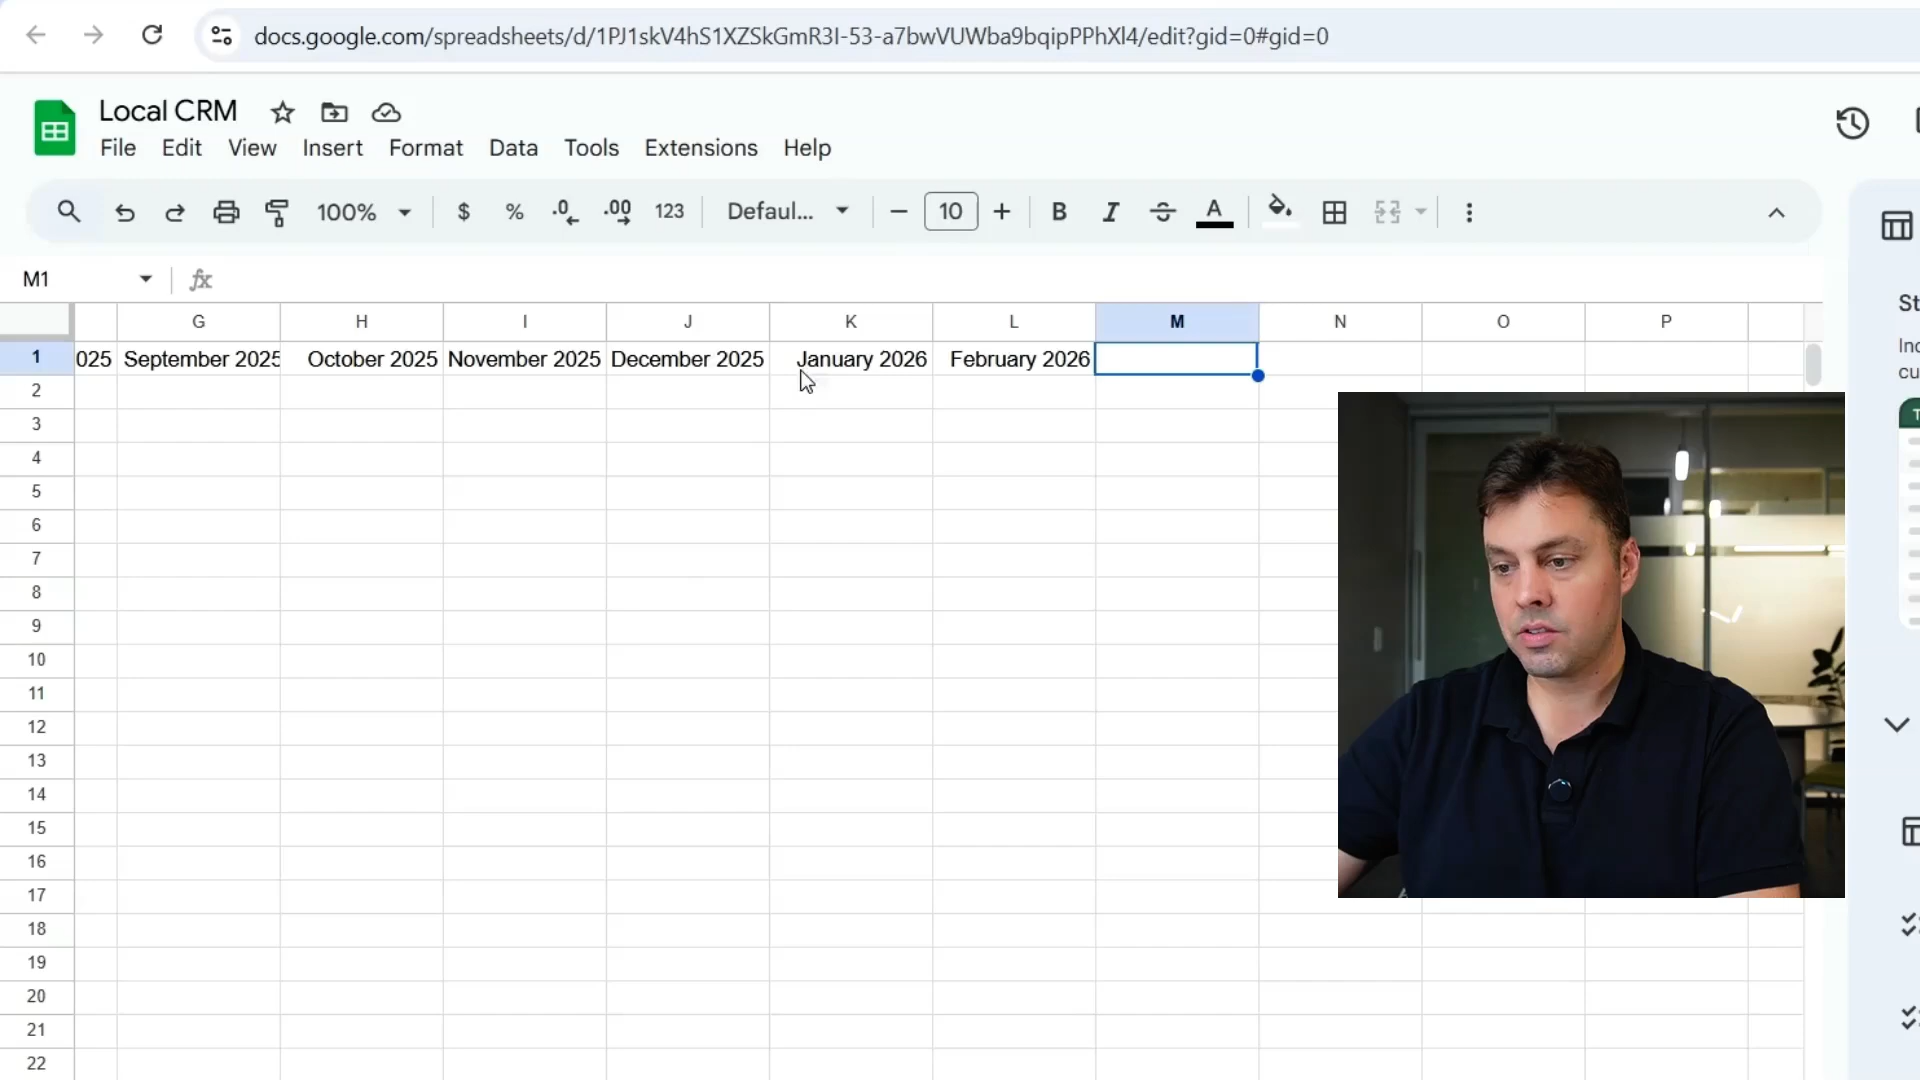 docs.google.com/spreadsheets/d/1PJ1skV4hS1XZSkGmR3I-53-a7bwVUWba9bqipPPhXl4/edit?gid=0#gid=0
Local CRM
File Edit View Insert Format Data Tools Extensions Help
100% $ % .0 .00 123 Defaul... 10 B I S A
M1 fx
G H I J K L M N O P
1 025 September 2025 October 2025 November 2025 December 2025 January 2026 February 2026
2
3
4
5
6
7
8
9
10
11
12
13
14
15
16
17
18
19
20
21
22
St
Inc
cu
T